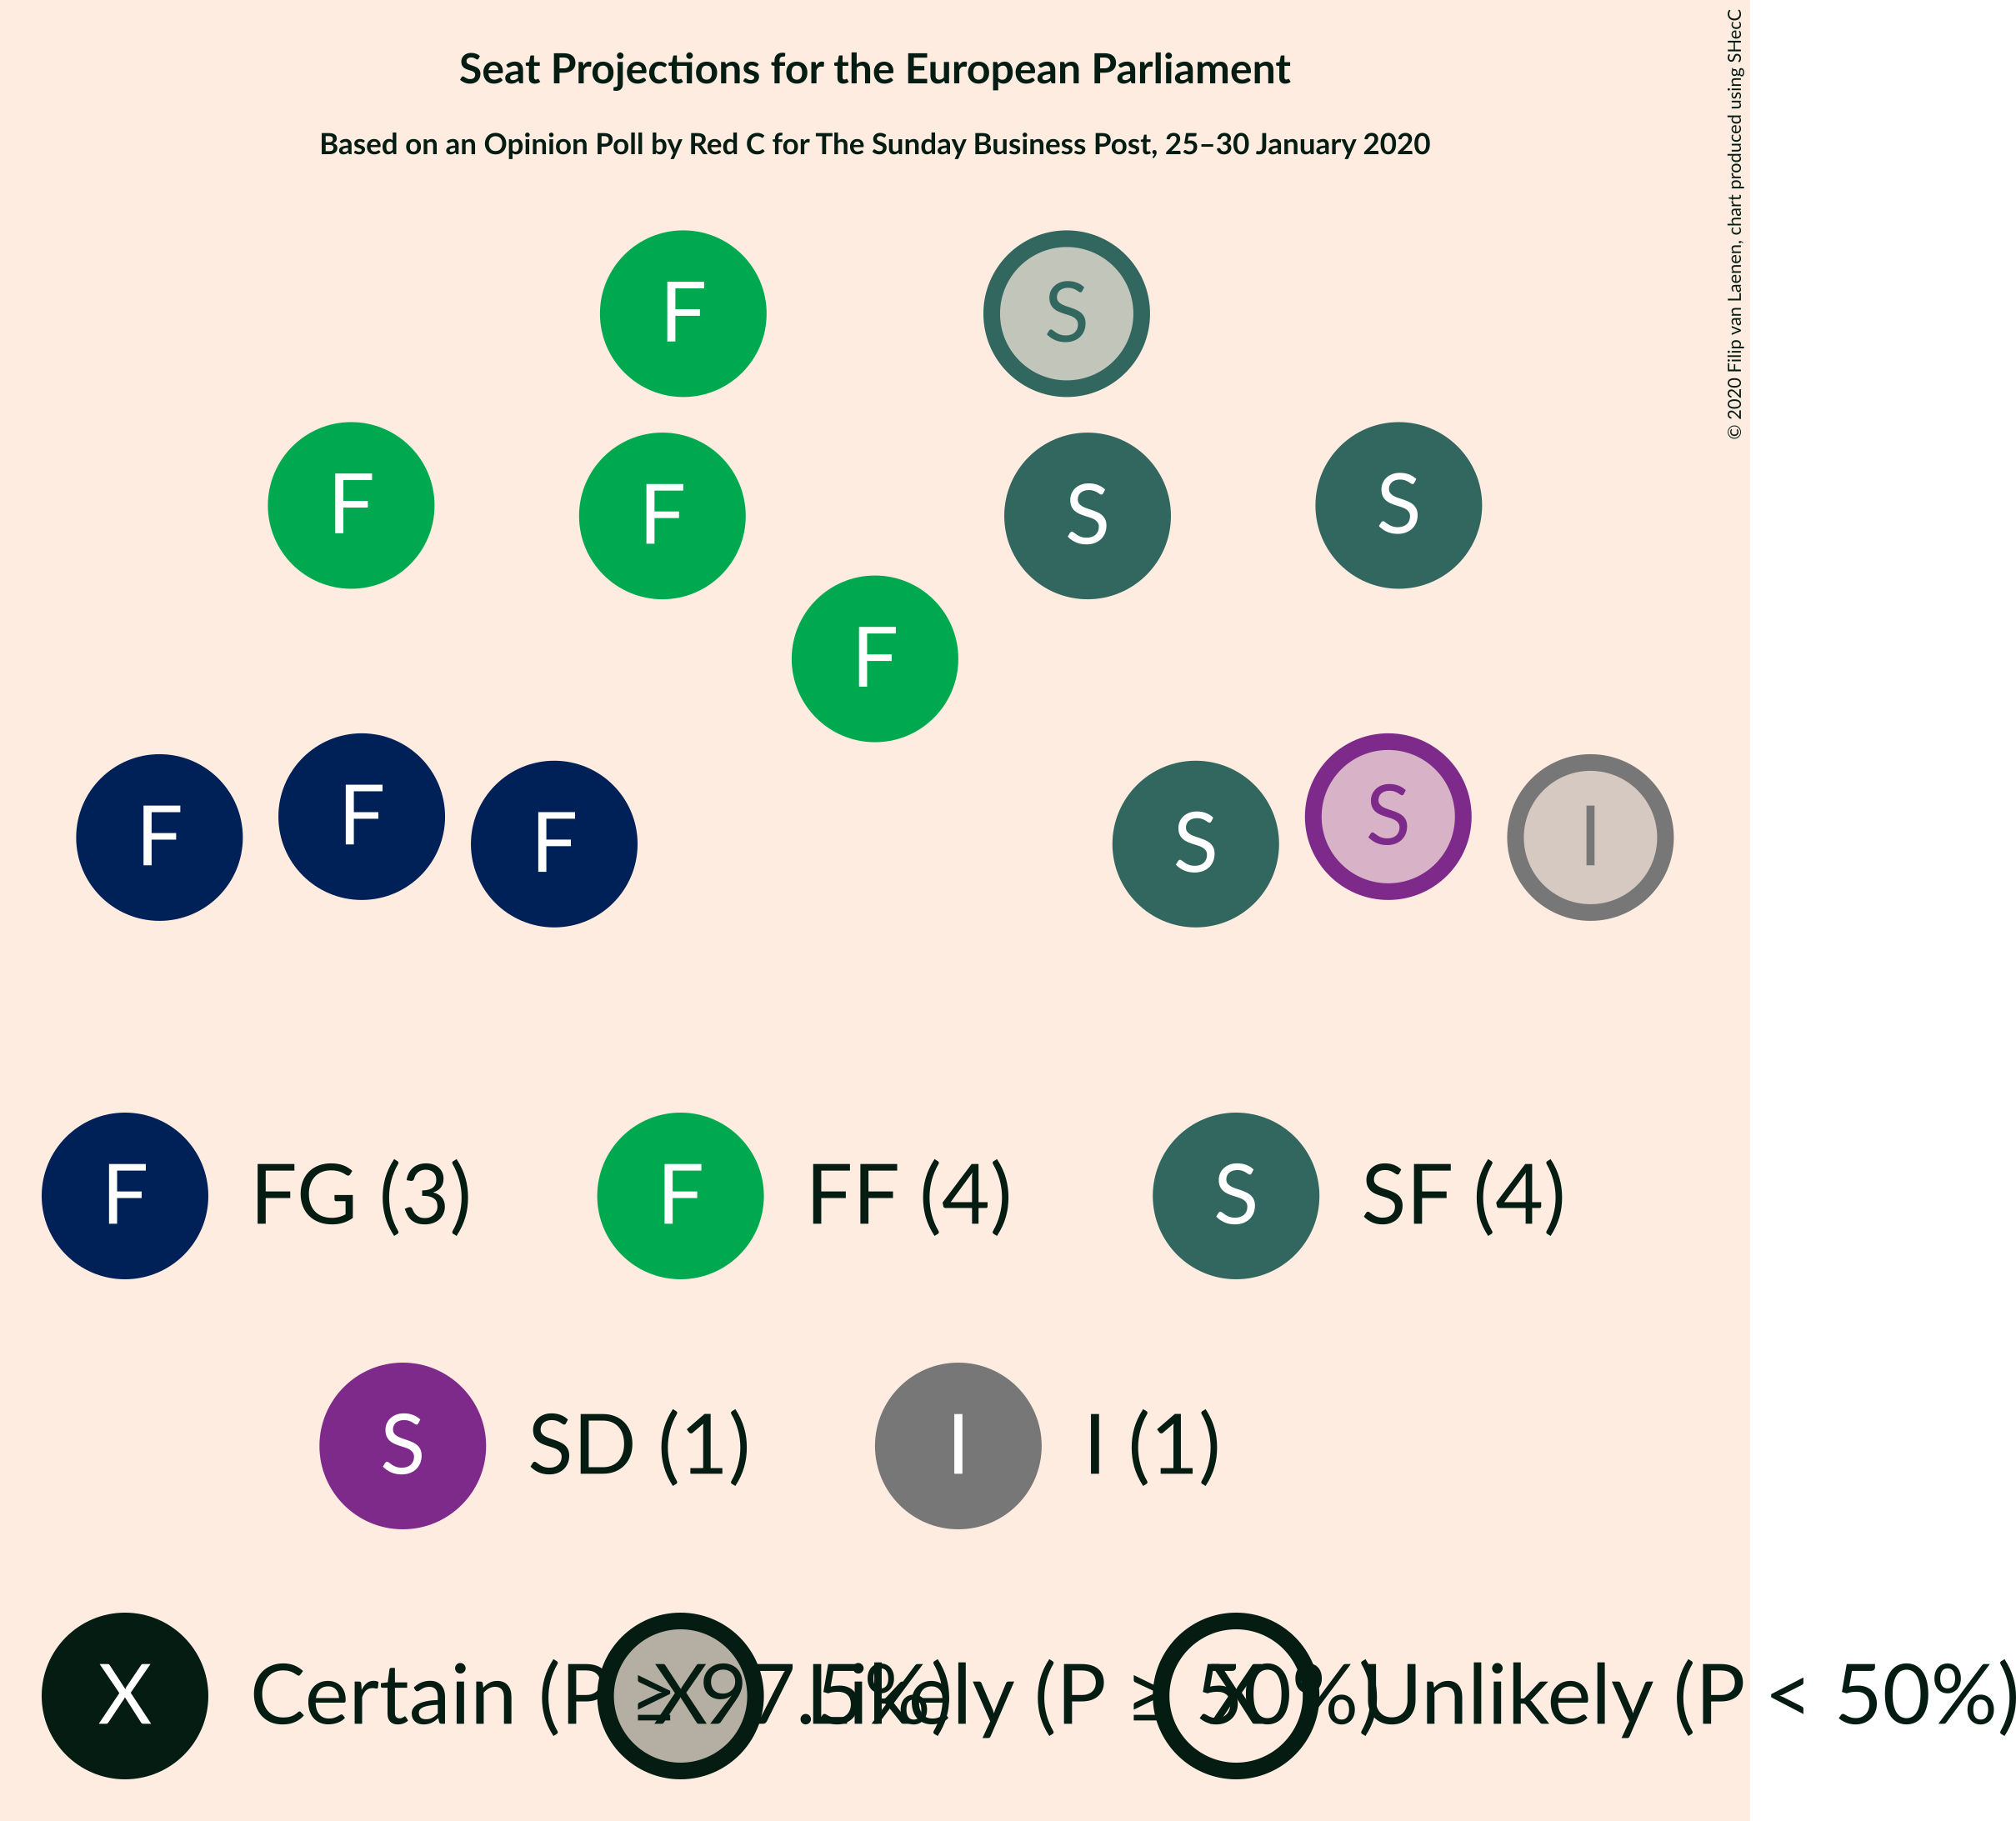 Seat Projections for the European Parliament
Based on an Opinion Poll by Red C for The Sunday Business Post, 25–30 January 2020
© 2020 Filip van Laenen, chart produced using SHecC
F S
F F S S
F
F F F S S I
F FG (3) F FF (4) S SF (4)
S SD (1) I I (1)
X Certain (P ≥ 97.5%) X Likely (P ≥ 50%) X Unlikely (P < 50%)